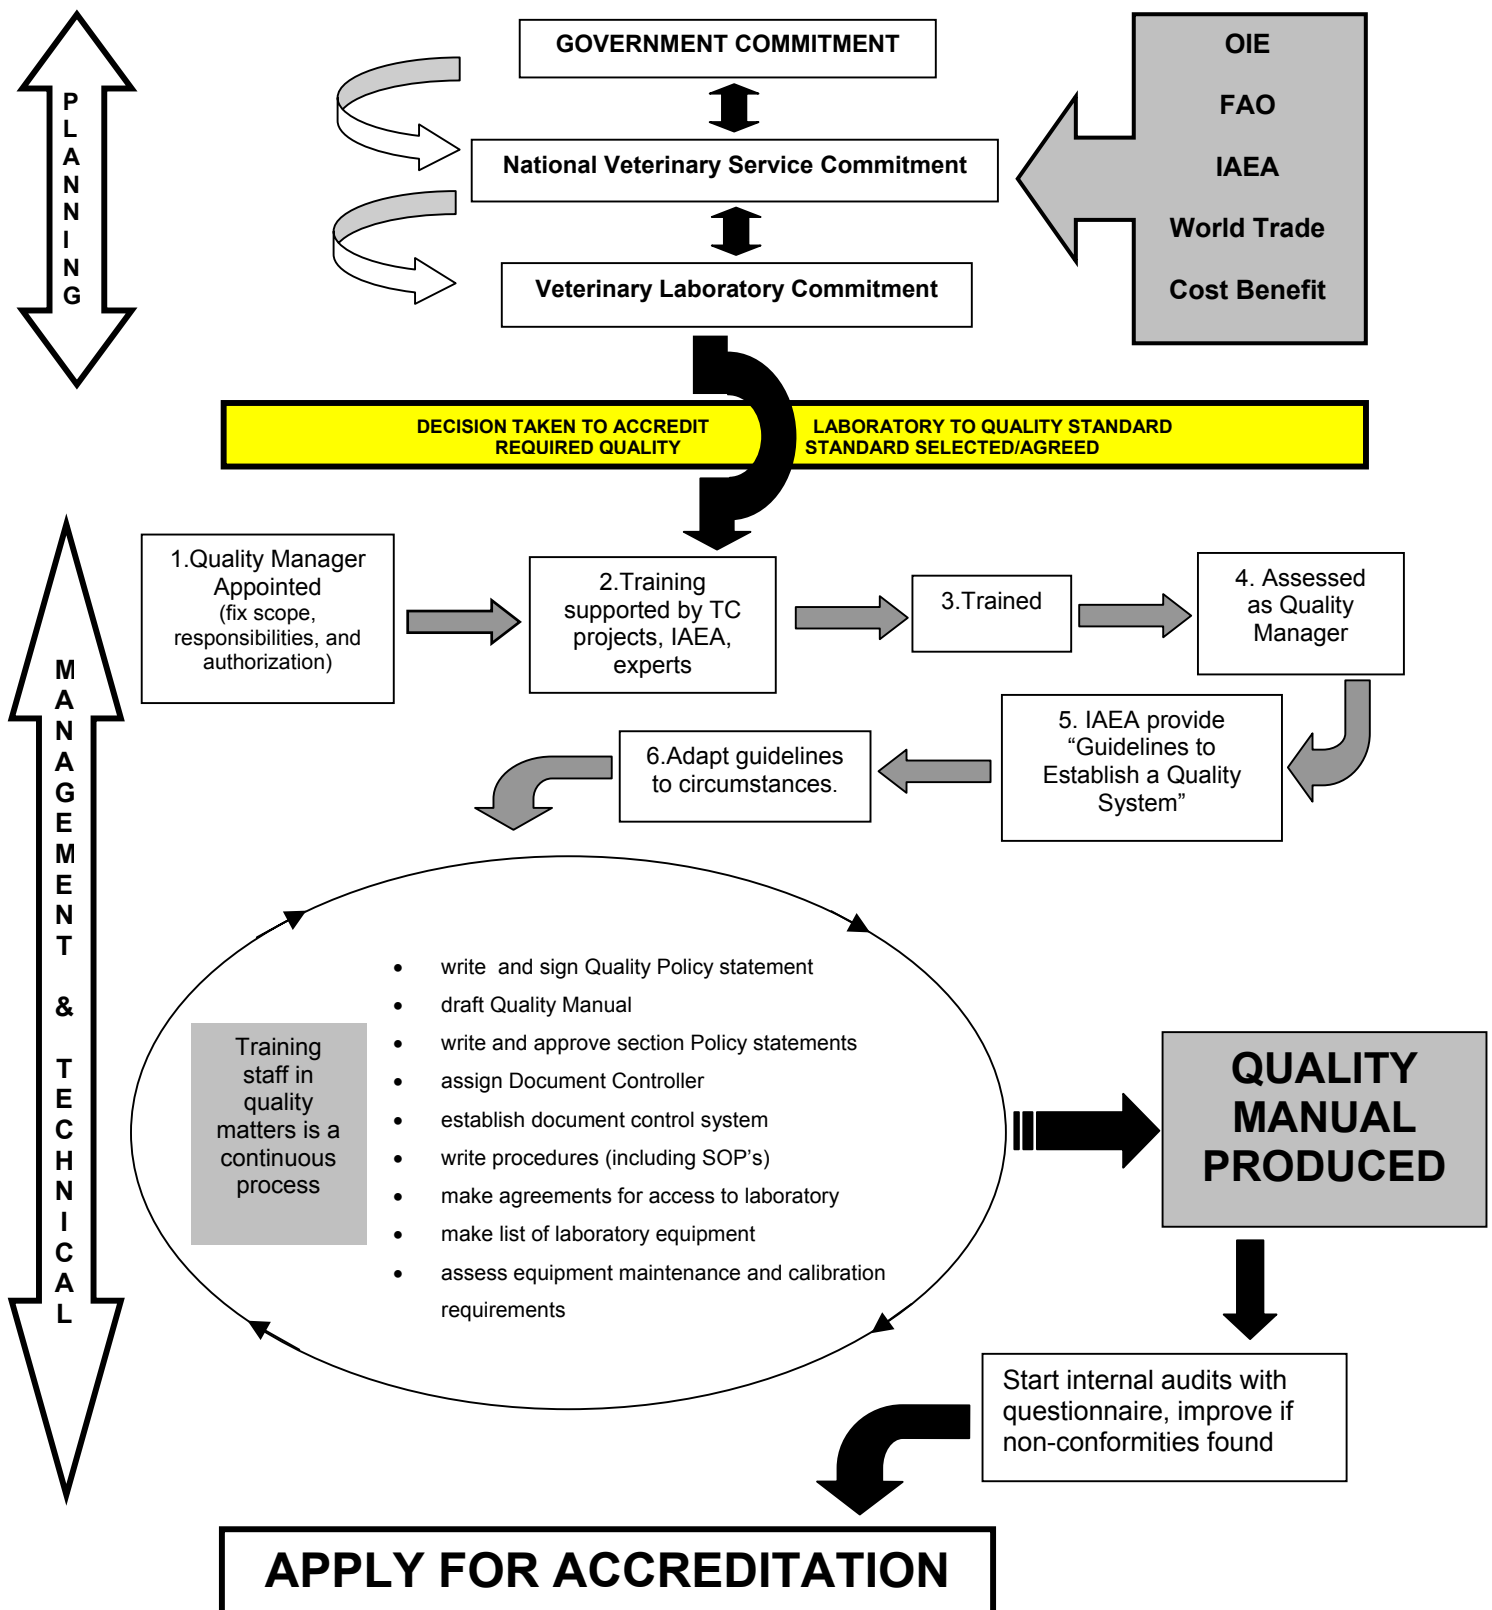 PLANNING
GOVERNMENT COMMITMENT
National Veterinary Service Commitment
Veterinary Laboratory Commitment
OIE
FAO
IAEA
World Trade
Cost Benefit
DECISION TAKEN TO ACCREDIT LABORATORY TO QUALITY STANDARD
REQUIRED QUALITY STANDARD SELECTED/AGREED
MANAGEMENT & TECHNICAL
1.Quality Manager
Appointed
(fix scope,
responsibilities, and
authorization)
2.Training
supported by TC
projects, IAEA,
experts
3.Trained
4. Assessed
as Quality
Manager
5. IAEA provide
“Guidelines to
Establish a Quality
System”
6.Adapt guidelines
to circumstances.
Training
staff in
quality
matters is a
continuous
process
• write and sign Quality Policy statement
• draft Quality Manual
• write and approve section Policy statements
• assign Document Controller
• establish document control system
• write procedures (including SOP's)
• make agreements for access to laboratory
• make list of laboratory equipment
• assess equipment maintenance and calibration
requirements
QUALITY
MANUAL
PRODUCED
Start internal audits with
questionnaire, improve if
non-conformities found
APPLY FOR ACCREDITATION